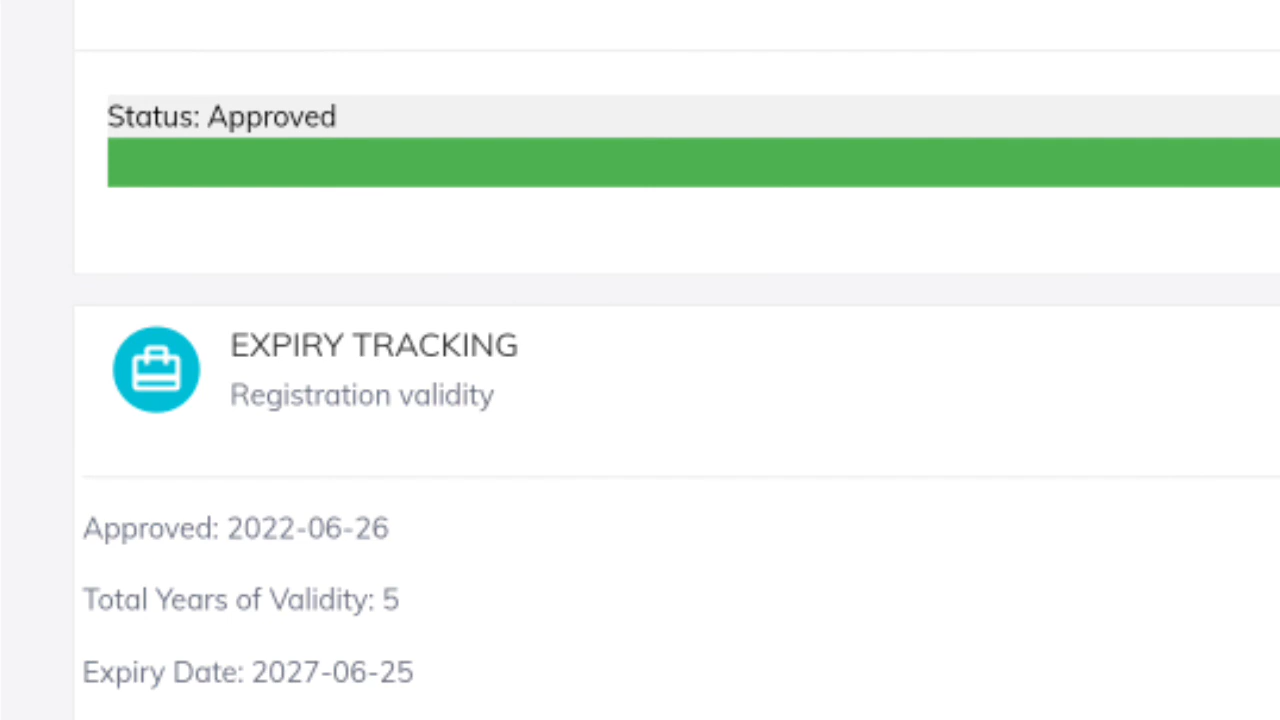 Status: Approved
EXPIRY TRACKING
Registration validity
Approved: 2022-06-26
Total Years of Validity: 5
Expiry Date: 2027-06-25